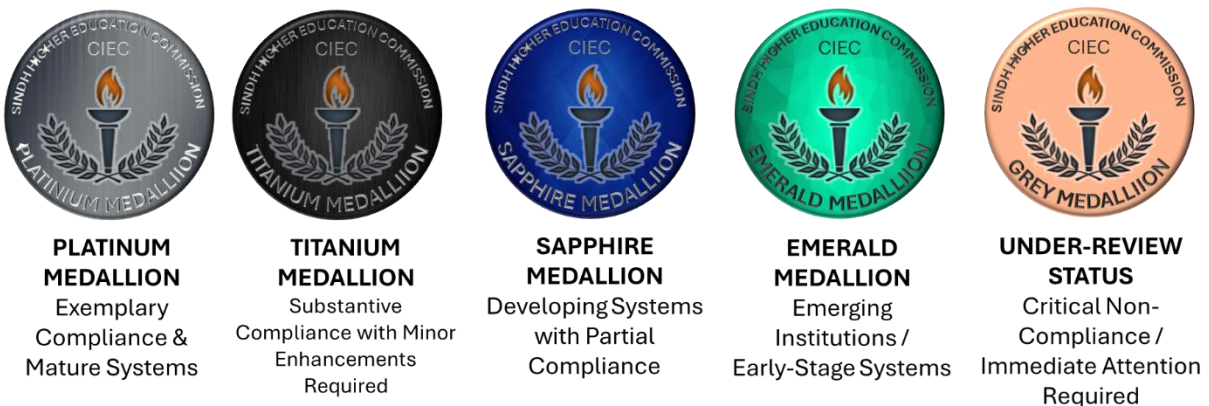 SINDH HIGHER EDUCATION COMMISSION
CIEC
PLATINIUM MEDALLIION
SINDH HIGHER EDUCATION COMMISSION
CIEC
TITANIUM MEDALLIION
SINDH HIGHER EDUCATION COMMISSION
CIEC
SAPPHIRE MEDALLIION
SINDH HIGHER EDUCATION COMMISSION
CIEC
EMERALD MEDALLIION
SINDH HIGHER EDUCATION COMMISSION
CIEC
GREY MEDALLIION
PLATINUM
MEDALLION
Exemplary
Compliance &
Mature Systems
TITANIUM
MEDALLION
Substantive
Compliance with Minor
Enhancements
Required
SAPPHIRE
MEDALLION
Developing Systems
with Partial
Compliance
EMERALD
MEDALLION
Emerging
Institutions /
Early-Stage Systems
UNDER-REVIEW
STATUS
Critical Non-
Compliance /
Immediate Attention
Required